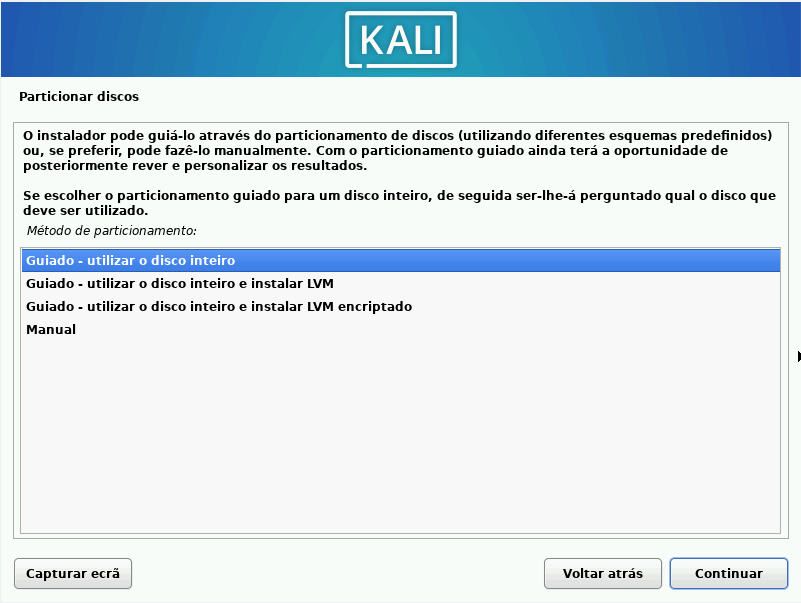 KALI
Particionar discos
O instalador pode guiá-lo através do particionamento de discos (utilizando diferentes esquemas predefinidos)
ou, se preferir, pode fazê-lo manualmente. Com o particionamento guiado ainda terá a oportunidade de
posteriormente rever e personalizar os resultados.
Se escolher o particionamento guiado para um disco inteiro, de seguida ser-lhe-á perguntado qual o disco que
deve ser utilizado.
Método de particionamento:
Guiado - utilizar o disco inteiro
Guiado - utilizar o disco inteiro e instalar LVM
Guiado - utilizar o disco inteiro e instalar LVM encriptado
Manual
Capturar ecrã
Voltar atrás
Continuar